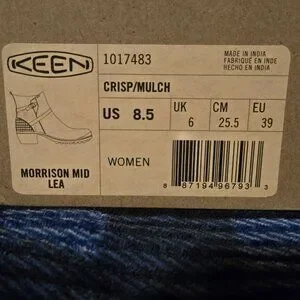 KEEN
1017483
MADE IN INDIA
FABRIQUÉ EN INDE
HECHO EN INDIA
CRISP/MULCH
US 8.5
UK 6
CM 25.5
EU 39
MORRISON MID
LEA
WOMEN
8 87194 96793 3